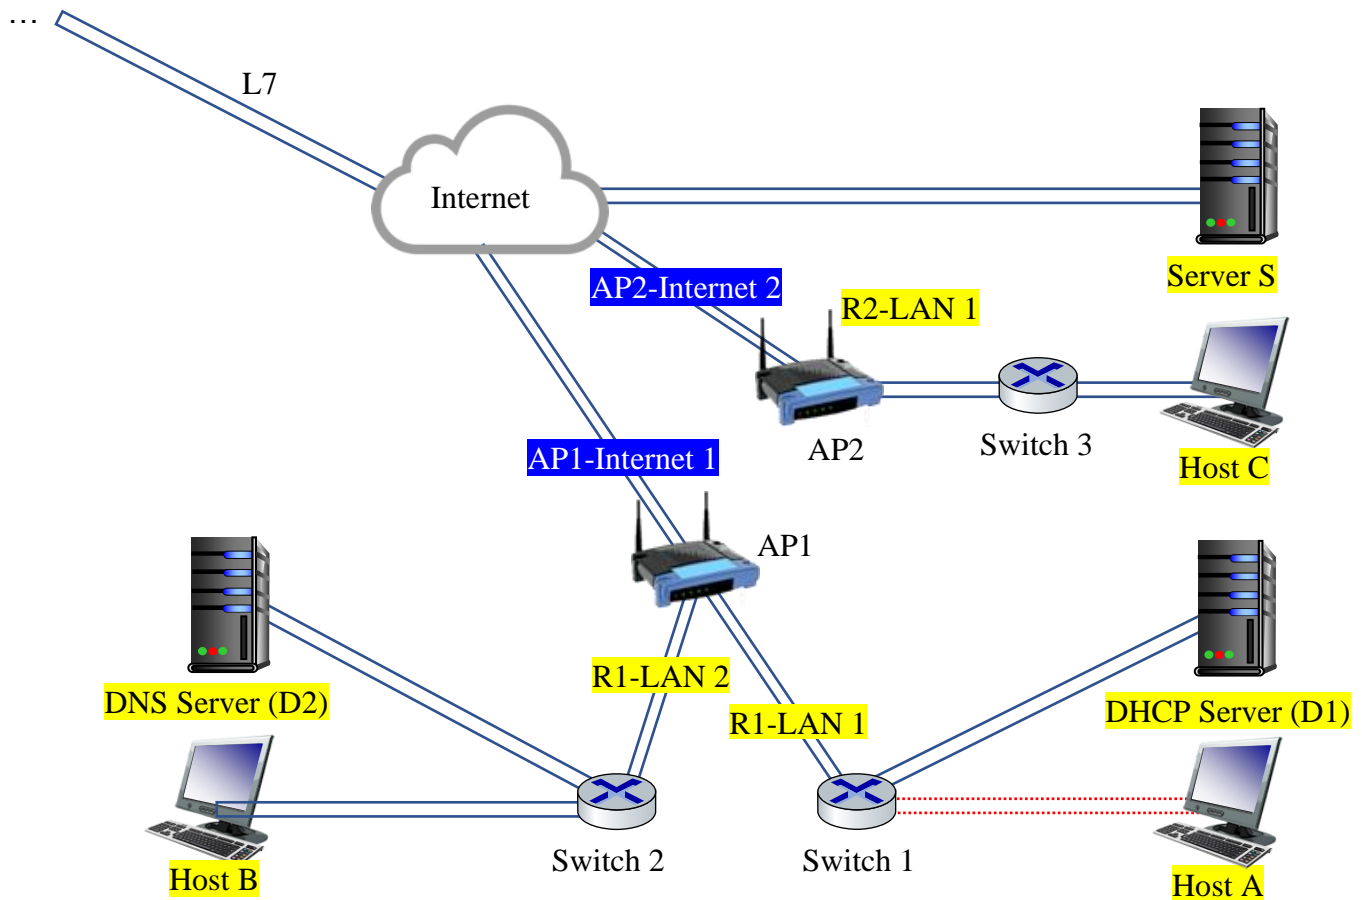 ...
L7
Internet
Server S
AP2-Internet 2
R2-LAN 1
AP2
Switch 3
Host C
AP1-Internet 1
AP1
DNS Server (D2)
R1-LAN 2
R1-LAN 1
DHCP Server (D1)
Host B
Switch 2
Switch 1
Host A